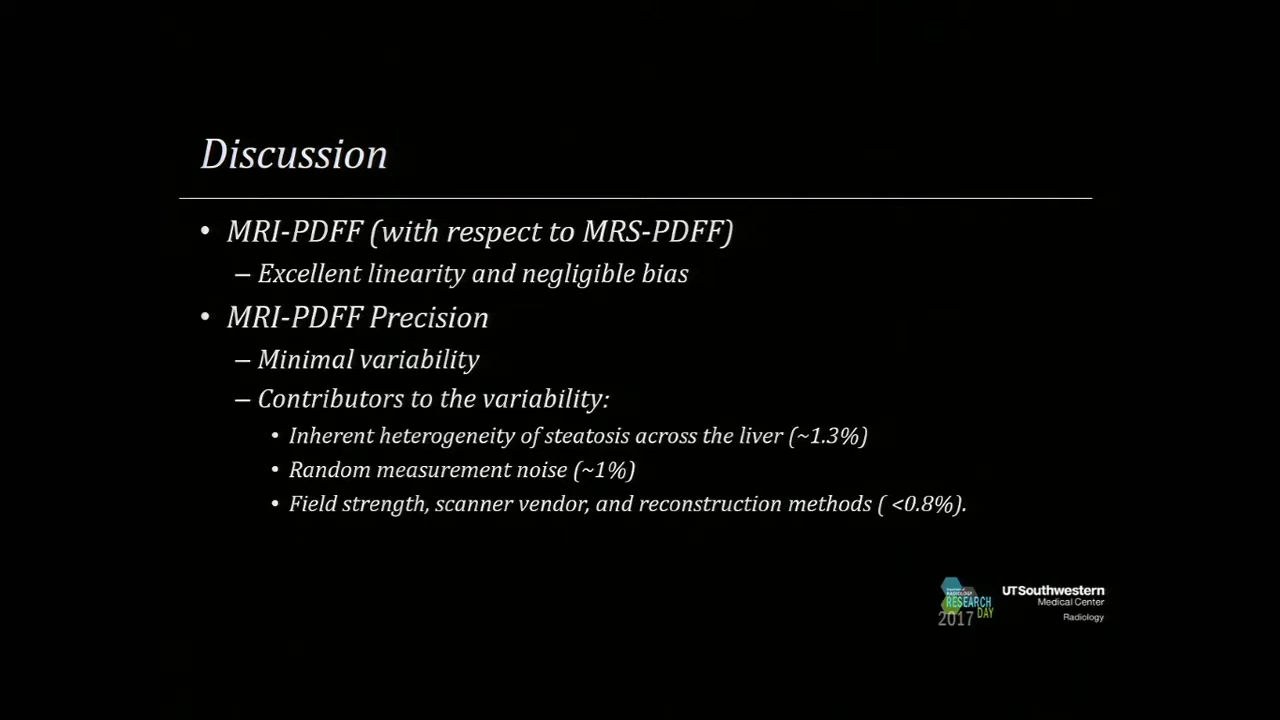 Discussion
• MRI-PDFF (with respect to MRS-PDFF)
– Excellent linearity and negligible bias
• MRI-PDFF Precision
– Minimal variability
– Contributors to the variability:
• Inherent heterogeneity of steatosis across the liver (~1.3%)
• Random measurement noise (~1%)
• Field strength, scanner vendor, and reconstruction methods ( <0.8%).
RADIOLOGY
RESEARCH
DAY
2017
UTSouthwestern
Medical Center
Radiology